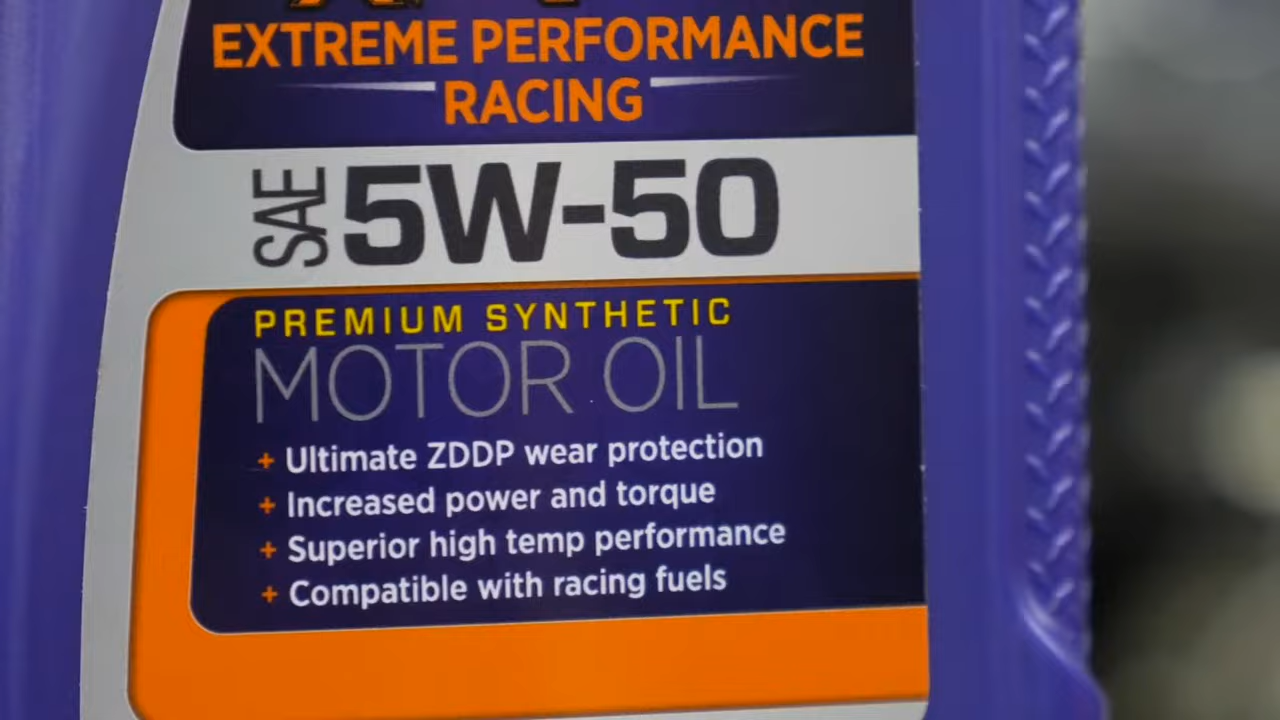 EXTREME PERFORMANCE
RACING
SAE 5W-50
PREMIUM SYNTHETIC
MOTOR OIL
+ Ultimate ZDDP wear protection
+ Increased power and torque
+ Superior high temp performance
+ Compatible with racing fuels